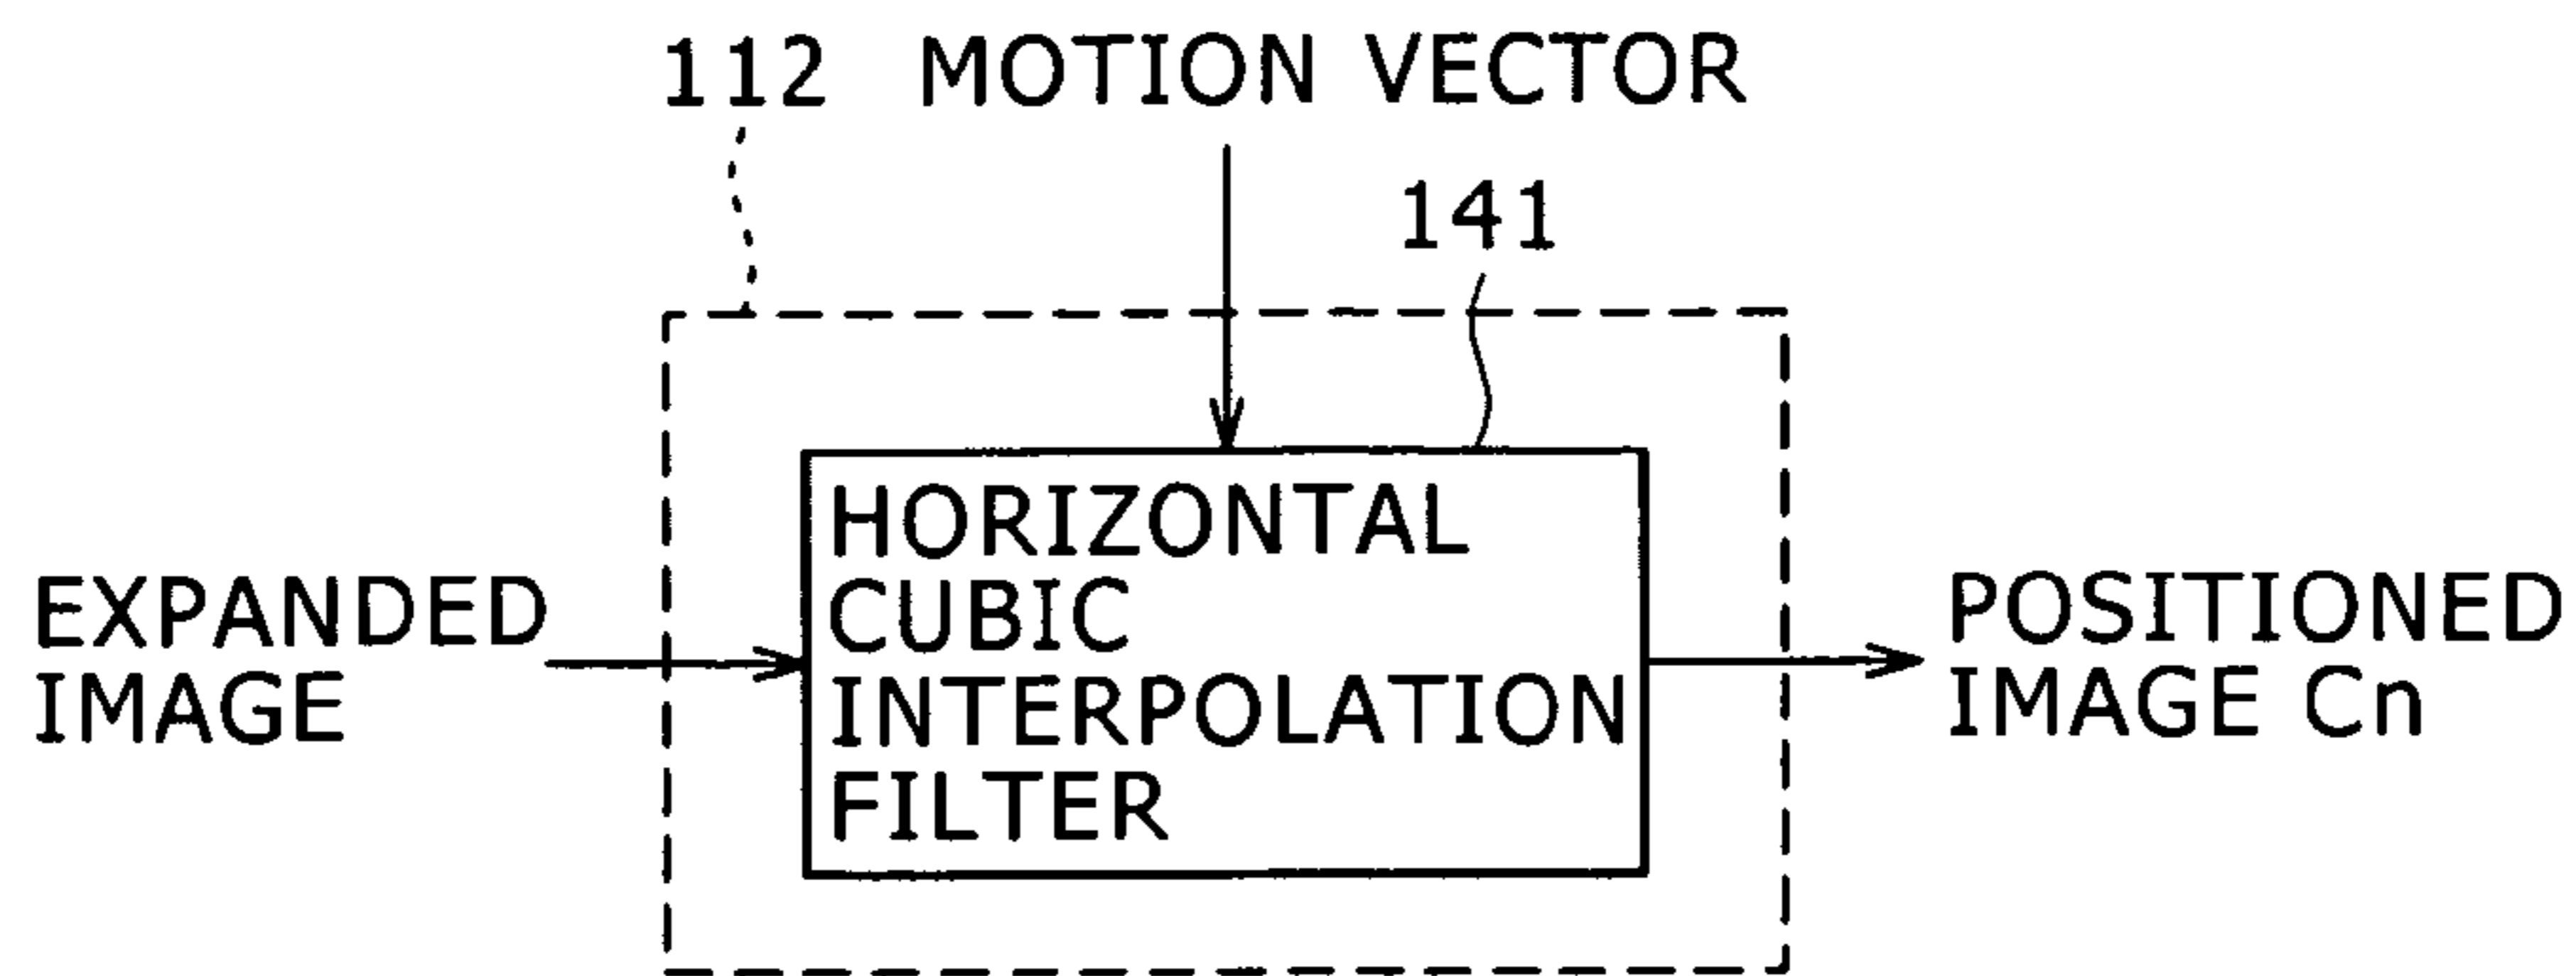 112 MOTION VECTOR
141
EXPANDED
IMAGE
HORIZONTAL
CUBIC
INTERPOLATION
FILTER
POSITIONED
IMAGE Cn